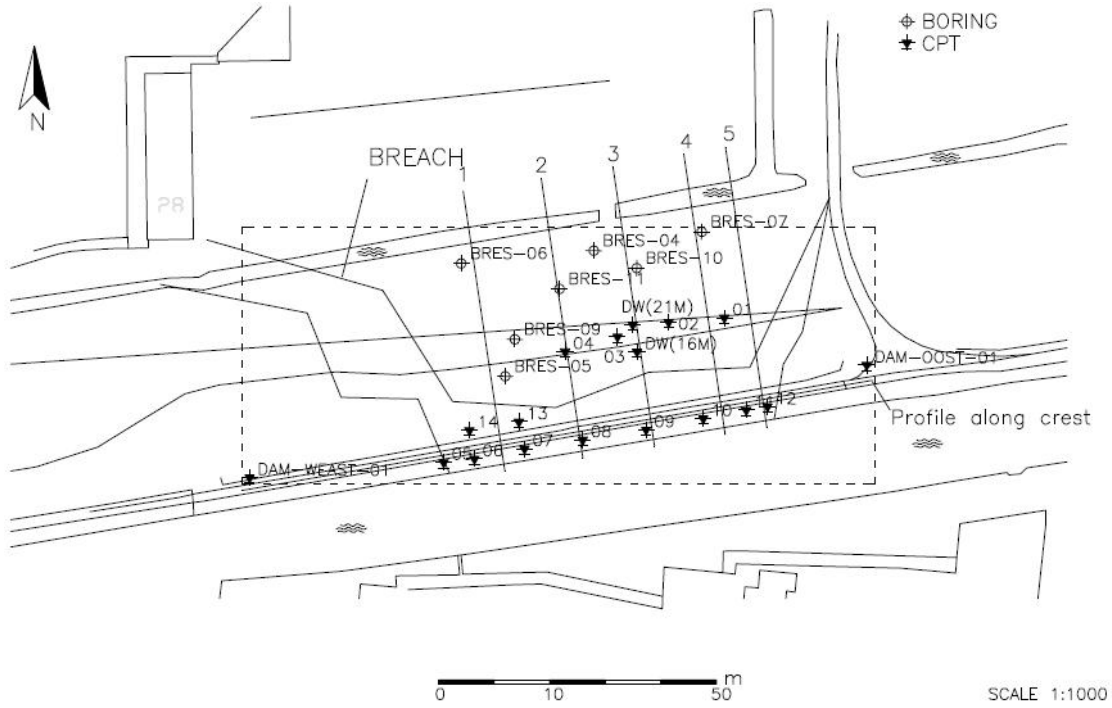 BORING
CPT
N
BREACH
1
2
3
4
5
28
BRES-07
BRES-04
BRES-06
BRES-10
BRES-11
DW(21M)
01
02
BRES-09
04
03
DW(16M)
DAM-OOST-01
BRES-05
Profile along crest
14
13
12
11
10
09
08
07
06
05
DAM-WEAST-01
0
10
50
m
SCALE 1:1000